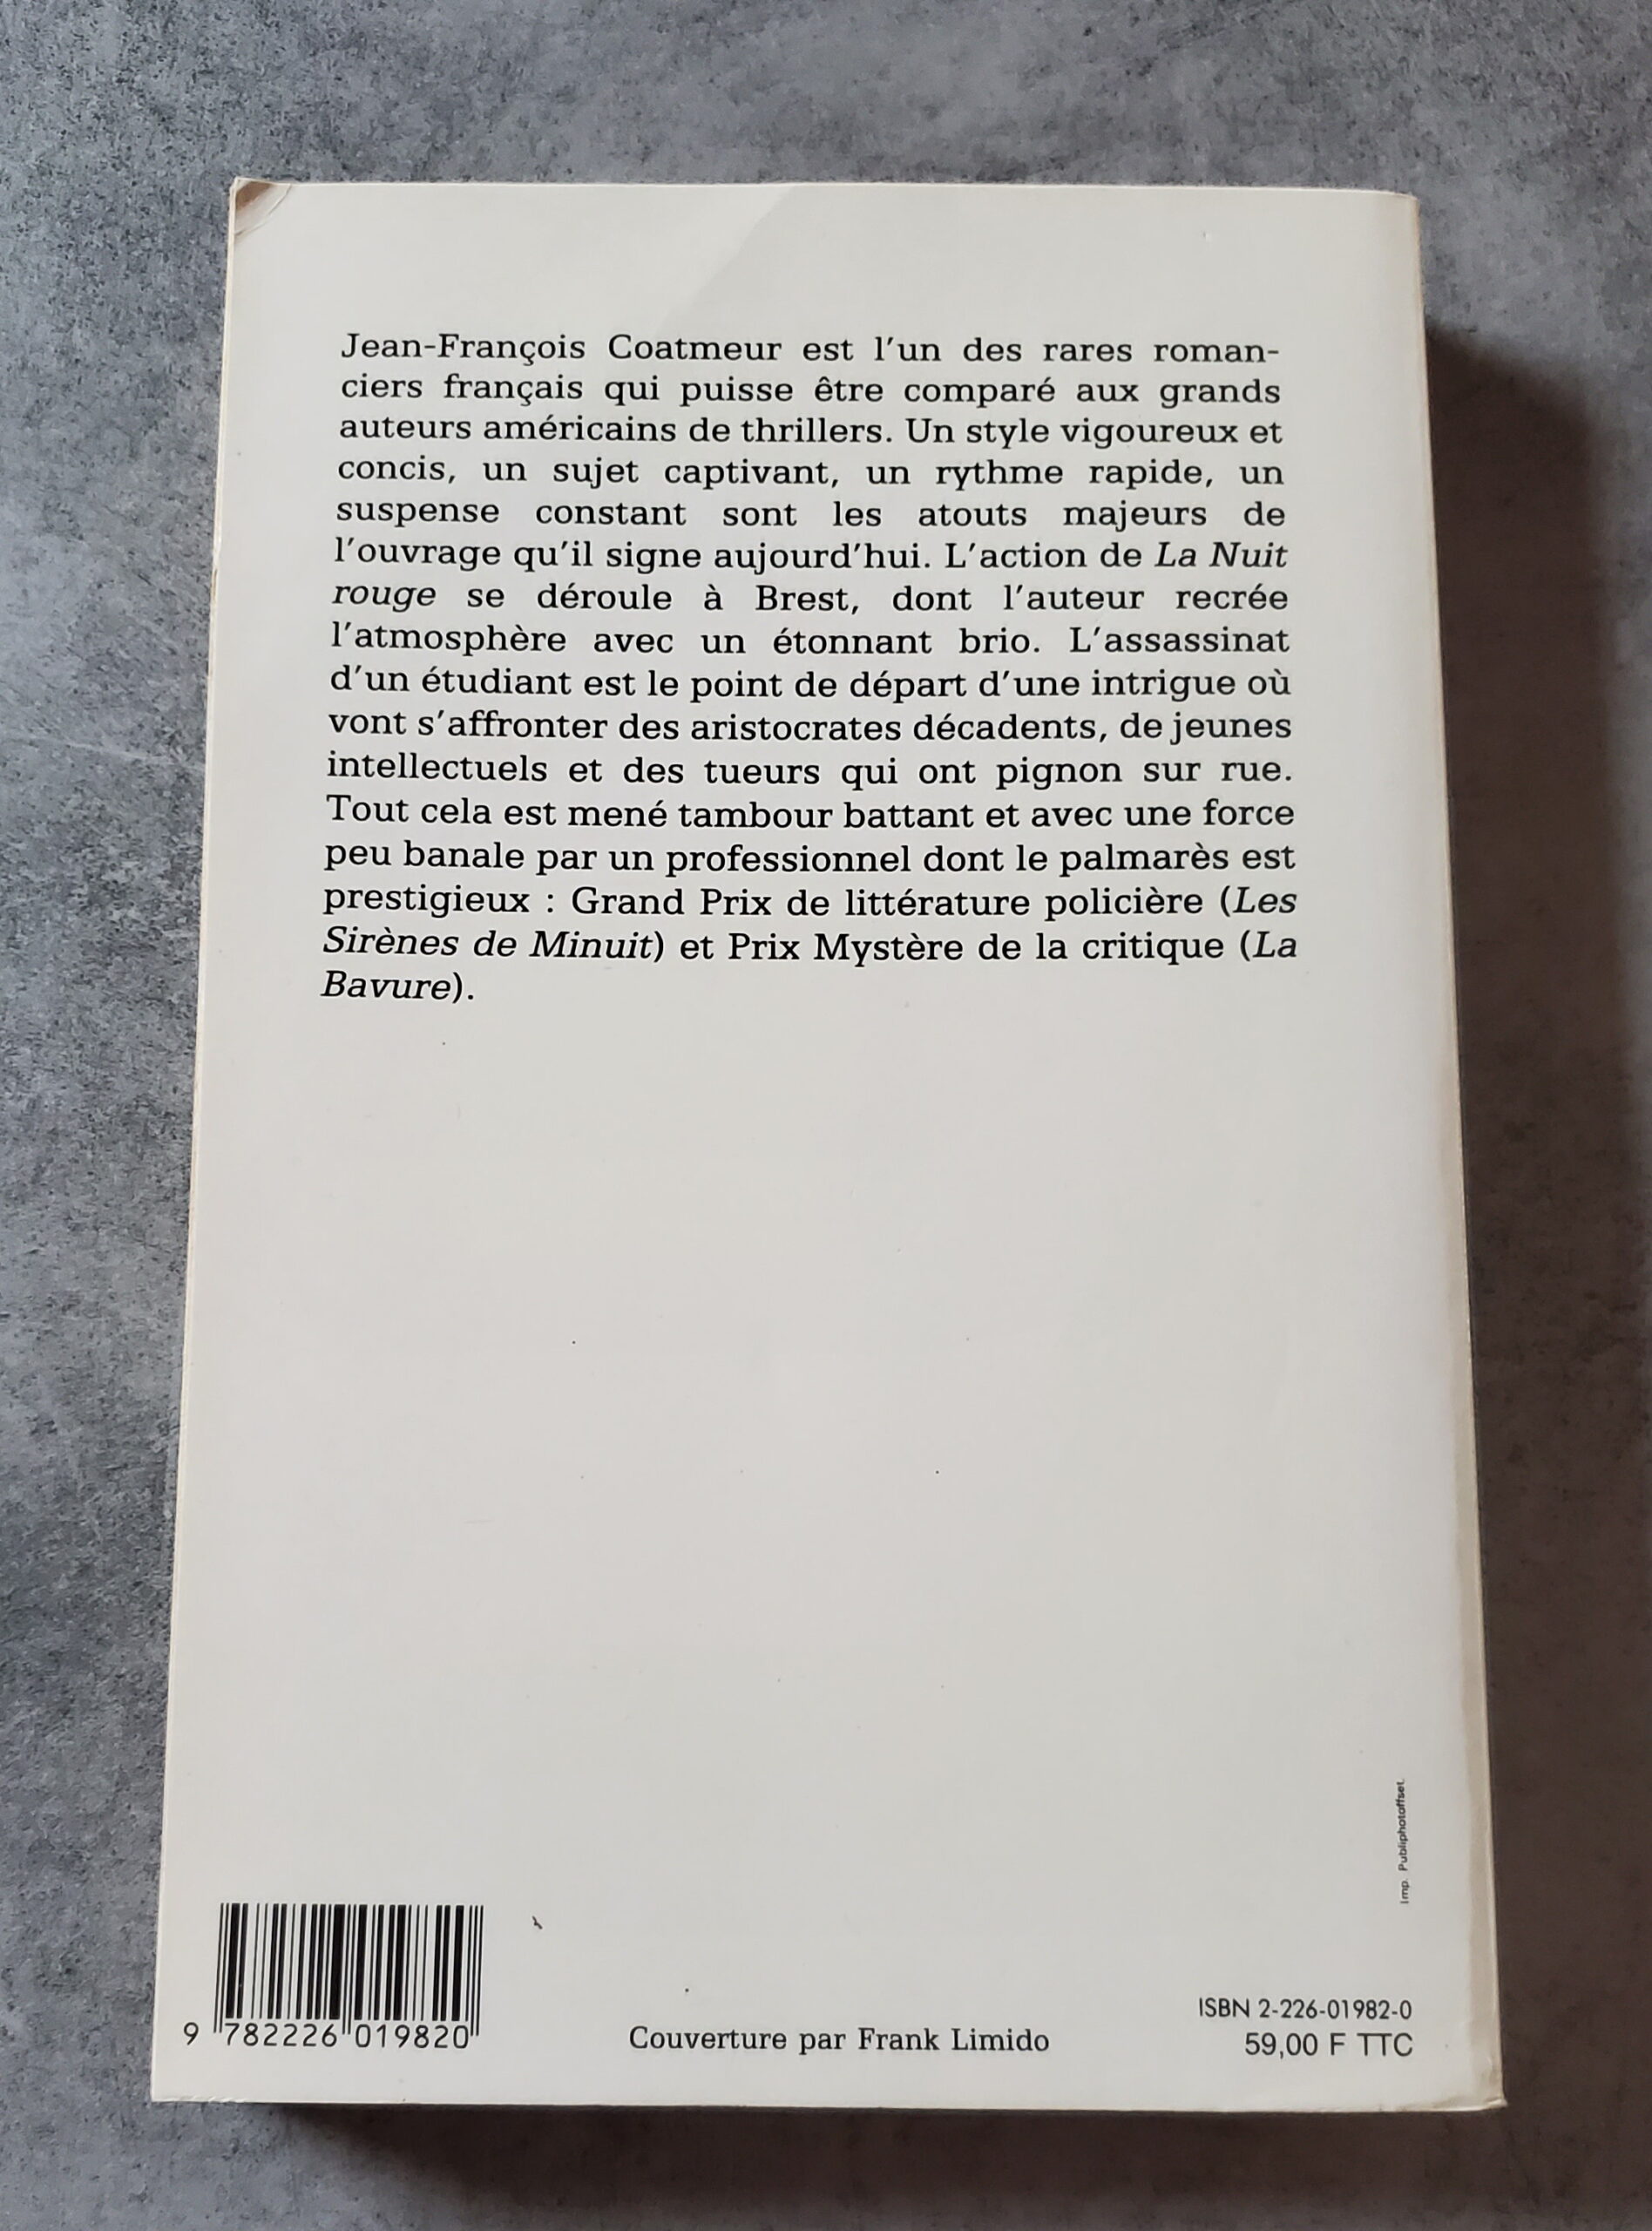 Jean-François Coatmeur est l'un des rares roman-
ciers français qui puisse être comparé aux grands
auteurs américains de thrillers. Un style vigoureux et
concis, un sujet captivant, un rythme rapide, un
suspense constant sont les atouts majeurs de
l'ouvrage qu'il signe aujourd'hui. L'action de La Nuit
rouge se déroule à Brest, dont l'auteur recrée
l'atmosphère avec un étonnant brio. L'assassinat
d'un étudiant est le point de départ d'une intrigue où
vont s'affronter des aristocrates décadents, de jeunes
intellectuels et des tueurs qui ont pignon sur rue.
Tout cela est mené tambour battant et avec une force
peu banale par un professionnel dont le palmarès est
prestigieux : Grand Prix de littérature policière (Les
Sirènes de Minuit) et Prix Mystère de la critique (La
Bavure).
Imp. Publiphotoffset.
9 782226 019820
Couverture par Frank Limido
ISBN 2-226-01982-0
59,00 F TTC